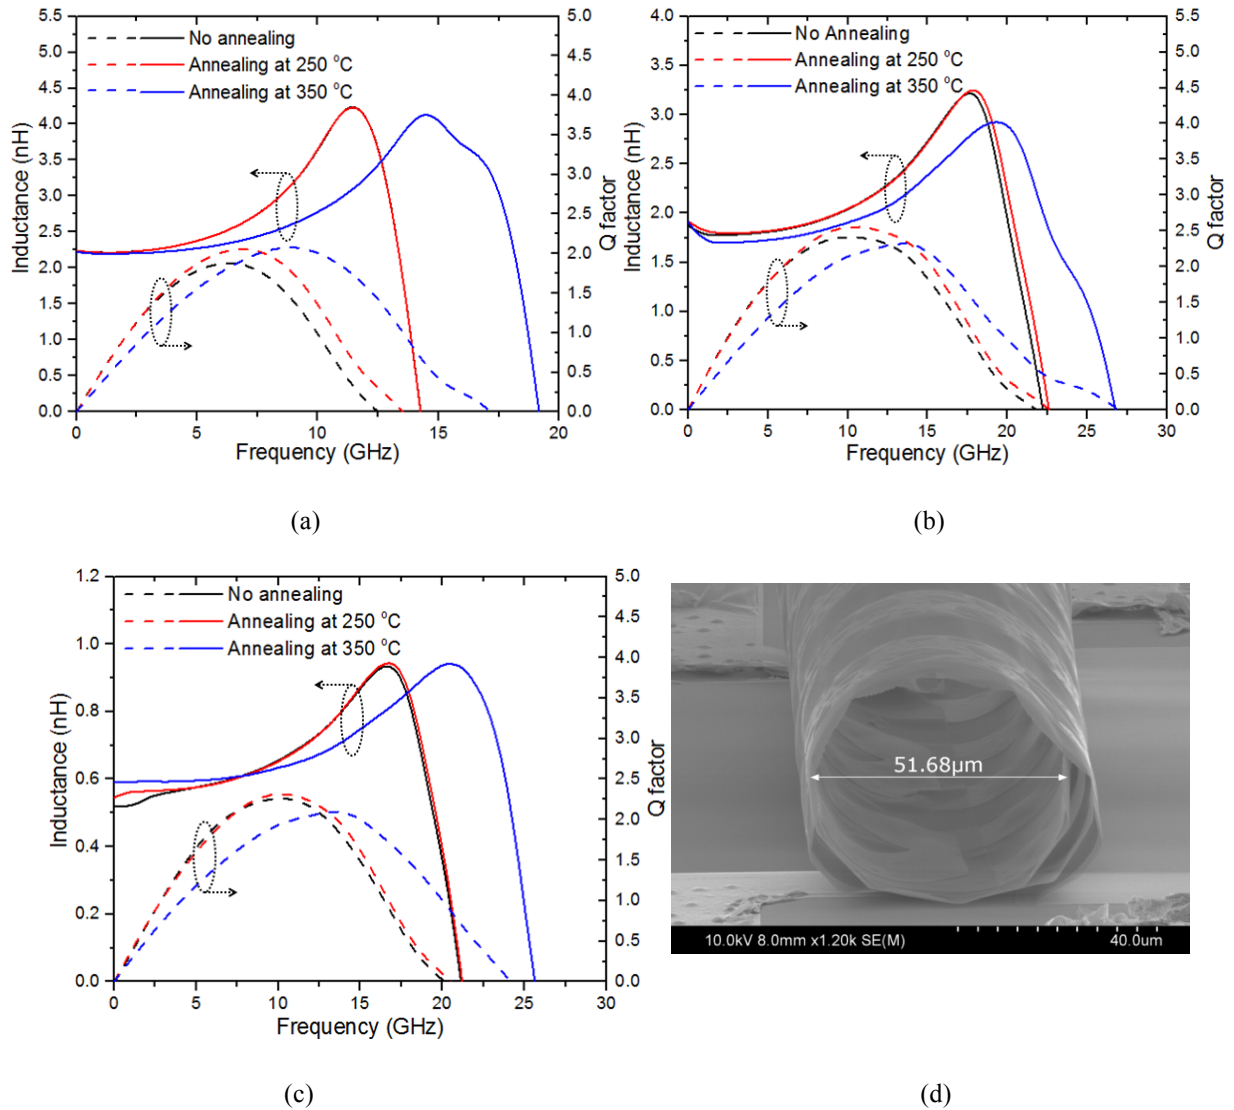 5.5
5.0
4.5
4.0
3.5
3.0
2.5
2.0
1.5
1.0
0.5
0.0
Inductance (nH)
No annealing
Annealing at 250 °C
Annealing at 350 °C
5.0
4.5
4.0
3.5
3.0
2.5
2.0
1.5
1.0
0.5
0.0
Q factor
0 5 10 15 20
Frequency (GHz)
(a)
4.0
3.5
3.0
2.5
2.0
1.5
1.0
0.5
0.0
Inductance (nH)
No Annealing
Annealing at 250 °C
Annealing at 350 °C
5.5
5.0
4.5
4.0
3.5
3.0
2.5
2.0
1.5
1.0
0.5
0.0
Q factor
0 5 10 15 20 25 30
Frequency (GHz)
(b)
1.2
1.0
0.8
0.6
0.4
0.2
0.0
Inductance (nH)
No annealing
Annealing at 250 °C
Annealing at 350 °C
5.0
4.5
4.0
3.5
3.0
2.5
2.0
1.5
1.0
0.5
0.0
Q factor
0 5 10 15 20 25 30
Frequency (GHz)
(c)
51.68µm
10.0kV 8.0mm x1.20k SE(M)
40.0um
(d)